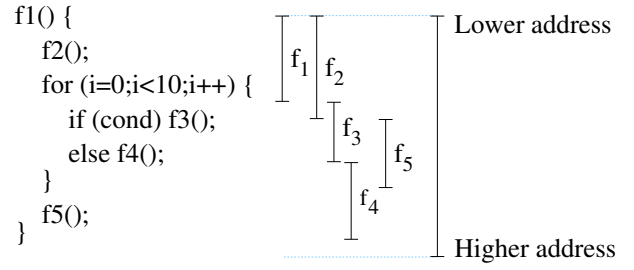 f1() {
f2();
for (i=0;i<10;i++) {
if (cond) f3();
else f4();
}
f5();
}
f1
f2
f3
f5
f4
Lower address
Higher address